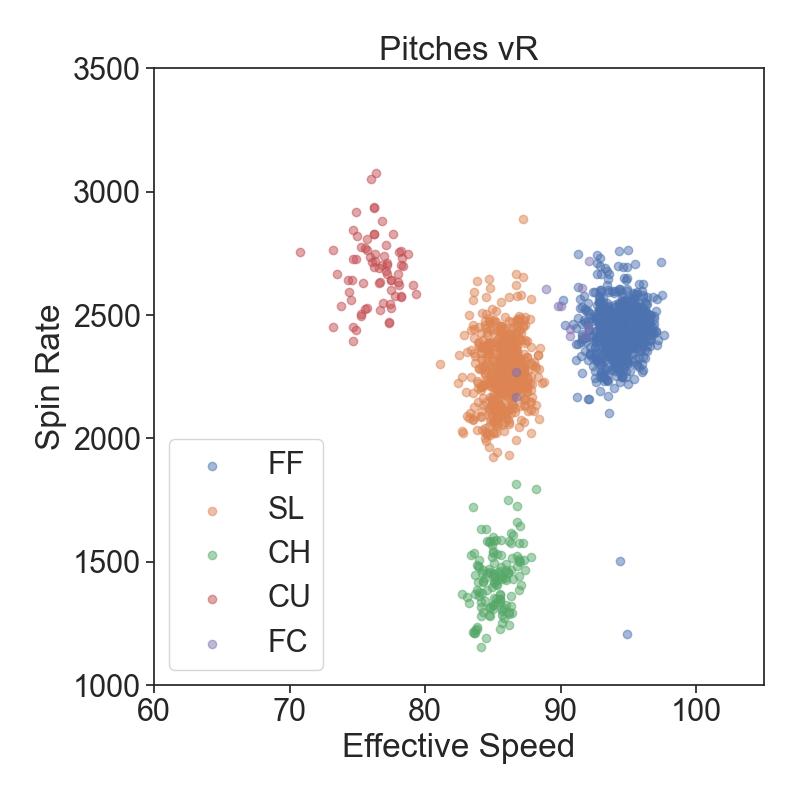 Pitches vR
3500
3000
2500
2000
1500
1000
Spin Rate
FF
SL
CH
CU
FC
60 70 80 90 100
Effective Speed